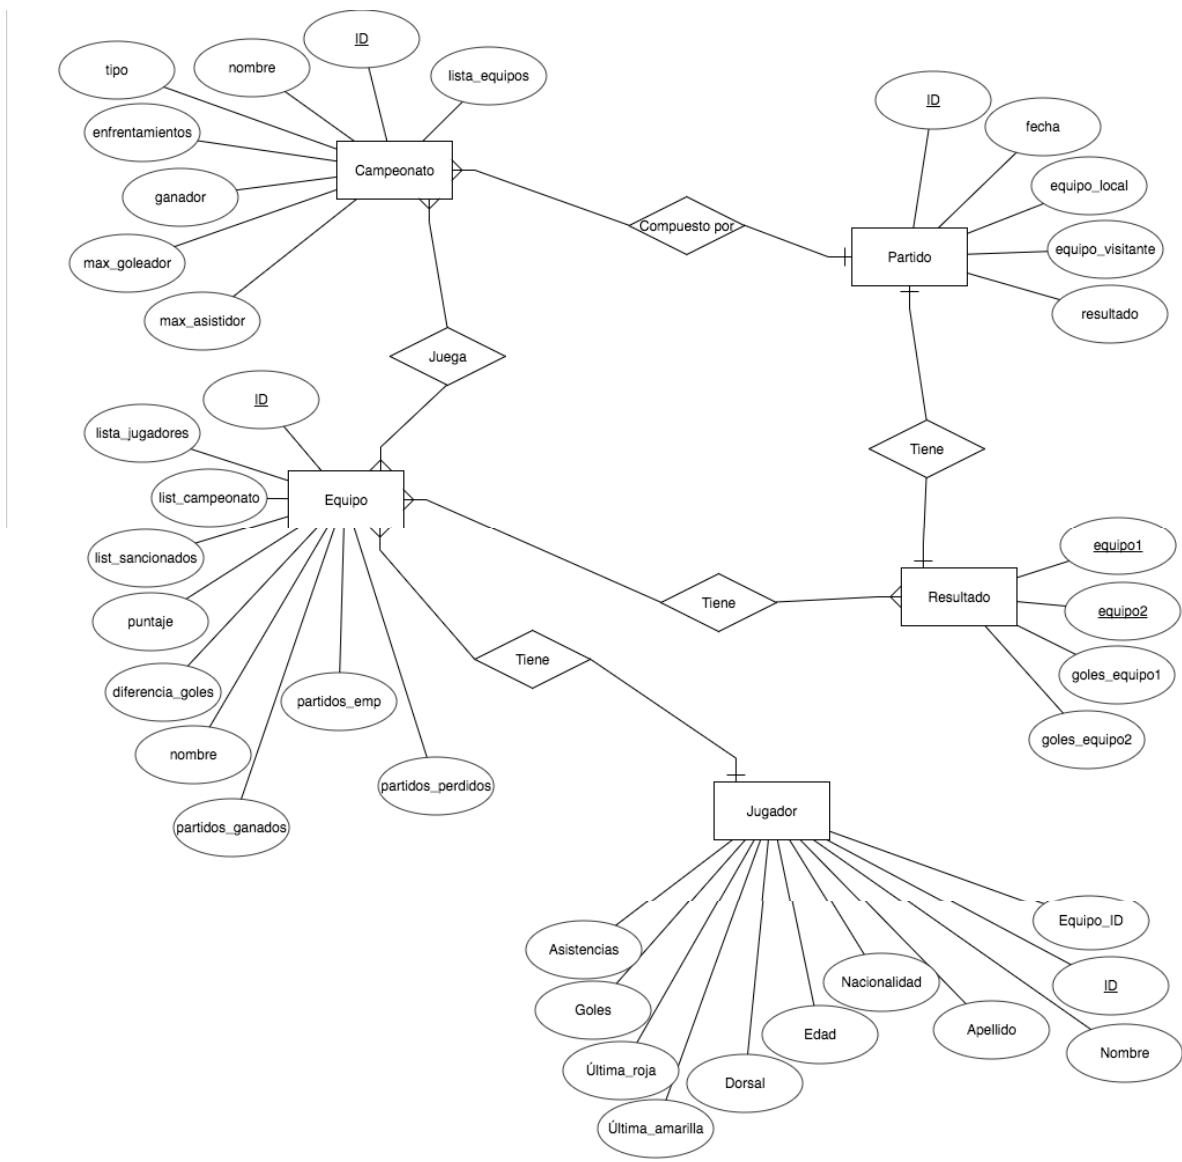 ID
tipo
nombre
lista_equipos
enfrentamientos
Campeonato
ganador
max_goleador
max_asistidor
Compuesto por
ID
fecha
equipo_local
equipo_visitante
Partido
resultado
Juega
ID
lista_jugadores
list_campeonato
Equipo
list_sancionados
puntaje
diferencia_goles
nombre
partidos_ganados
partidos_emp
partidos_perdidos
Tiene
Tiene
Tiene
Resultado
equipo1
equipo2
goles_equipo1
goles_equipo2
Jugador
Asistencias
Goles
Última_roja
Última_amarilla
Dorsal
Edad
Nacionalidad
Apellido
Nombre
ID
Equipo_ID